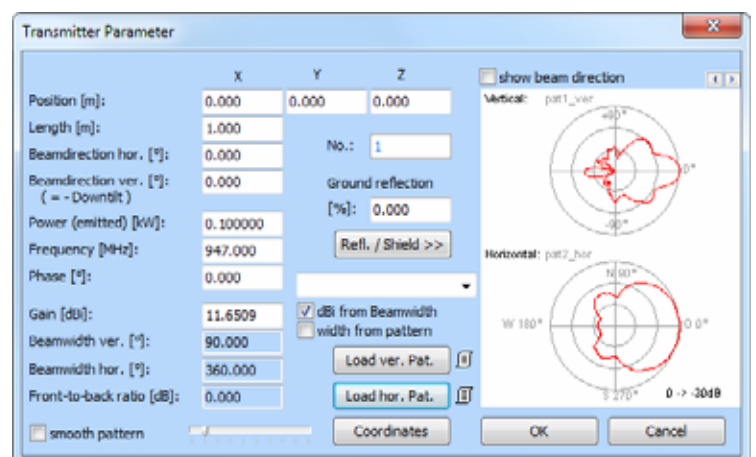 Transmitter Parameter
X Y Z
show beam direction
Position [m]: 0.000 0.000 0.000
Length [m]: 1.000
No.: 1
Beamdirection hor. [°]: 0.000
Beamdirection ver. [°]: 0.000
( = - Downtilt )
Ground reflection
[%]: 0.000
Power (emitted) [kW]: 0.100000
Frequency [MHz]: 947.000
Refl. / Shield >>
Phase [°]: 0.000
Gain [dBi]: 11.6509
dBi from Beamwidth
width from pattern
Beamwidth ver. [°]: 90.000
Load ver. Pat.
Beamwidth hor. [°]: 360.000
Front-to-back ratio [dB]: 0.000
Load hor. Pat.
smooth pattern
Coordinates
Vertical: pat1_ver
+90°
0°
-90°
Horizontal: pat2_hor
N 90°
W 180°
0 0°
S 270°
0 -> -30dB
OK
Cancel